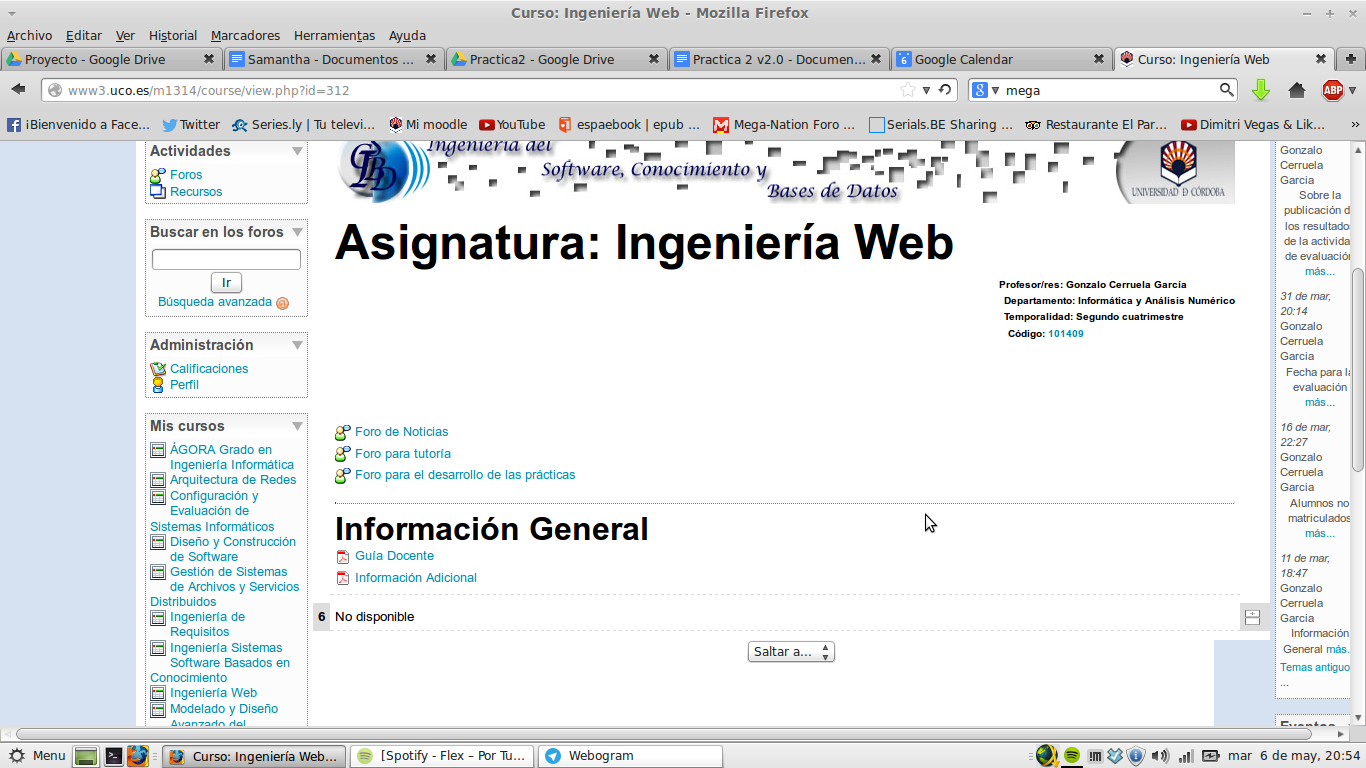 Curso: Ingeniería Web - Mozilla Firefox
Archivo Editar Ver Historial Marcadores Herramientas Ayuda
Proyecto - Google Drive
Samantha - Documentos ...
Practica2 - Google Drive
Practica 2 v2.0 - Documen...
Google Calendar
Curso: Ingeniería Web
www3.uco.es/m1314/course/view.php?id=312
mega
ABP
¡Bienvenido a Face...
Twitter
Series.ly | Tu televi...
Mi moodle
YouTube
espaebook | epub ...
Mega-Nation Foro ...
Serials.BE Sharing ...
Restaurante El Par...
Dimitri Vegas & Lik...
»
Actividades
Foros
Recursos
Buscar en los foros
Ir
Búsqueda avanzada
Administración
Calificaciones
Perfil
Mis cursos
ÁGORA Grado en
Ingeniería Informática
Arquitectura de Redes
Configuración y
Evaluación de
Sistemas Informáticos
Diseño y Construcción
de Software
Gestión de Sistemas
de Archivos y Servicios
Distribuidos
Ingeniería de
Requisitos
Ingeniería Sistemas
Software Basados en
Conocimiento
Ingeniería Web
Modelado y Diseño
Avanzado del
Ingeniería del
Software, Conocimiento y
Bases de Datos
UNIVERSIDAD D CÓRDOBA
Asignatura: Ingeniería Web
Profesor/res: Gonzalo Cerruela García
Departamento: Informática y Análisis Numérico
Temporalidad: Segundo cuatrimestre
Código: 101409
Foro de Noticias
Foro para tutoría
Foro para el desarrollo de las prácticas
Información General
Guía Docente
Información Adicional
6 No disponible
Saltar a...
Gonzalo
Cerruela
Garcia
Sobre la
publicación d
los resultados
de la activida
de evaluación
más...
31 de mar,
20:14
Gonzalo
Cerruela
Garcia
Fecha para la
evaluación
más...
16 de mar,
22:27
Gonzalo
Cerruela
Garcia
Alumnos no
matriculados
más...
11 de mar,
18:47
Gonzalo
Cerruela
Garcia
Información
General más.
Temas antiguo
...
Eventos
Menu
Curso: Ingeniería Web...
[Spotify - Flex – Por Tu...
Webogram
mar 6 de may, 20:54